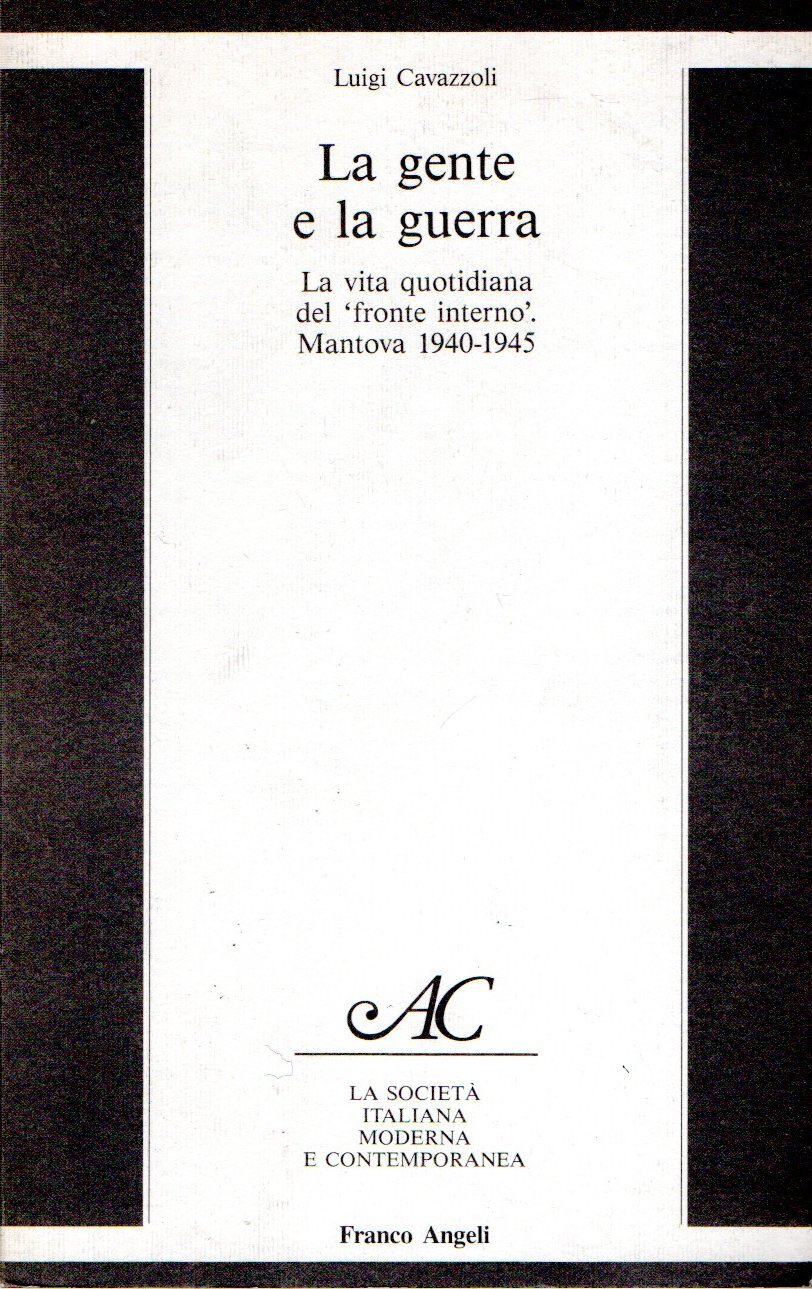 Luigi Cavazzoli
La gente
e la guerra
La vita quotidiana
del ‘fronte interno’.
Mantova 1940-1945
AC
LA SOCIETÀ
ITALIANA
MODERNA
E CONTEMPORANEA
Franco Angeli